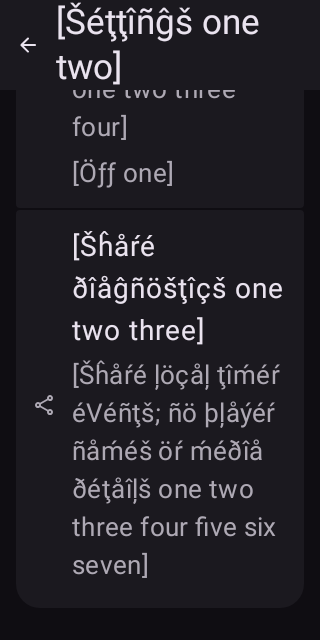 [Šéţţîñĝš one
two]
one two three
four]
[Öƒƒ one]
[Šĥåŕé
ðîåĝñöšţîçš one
two three]
[Šĥåŕé ļöçåļ ţîḿéŕ
éVéñţš; ñö þļåýéŕ
ñåḿéš öŕ ḿéðîå
ðéţåîļš one two
three four five six
seven]